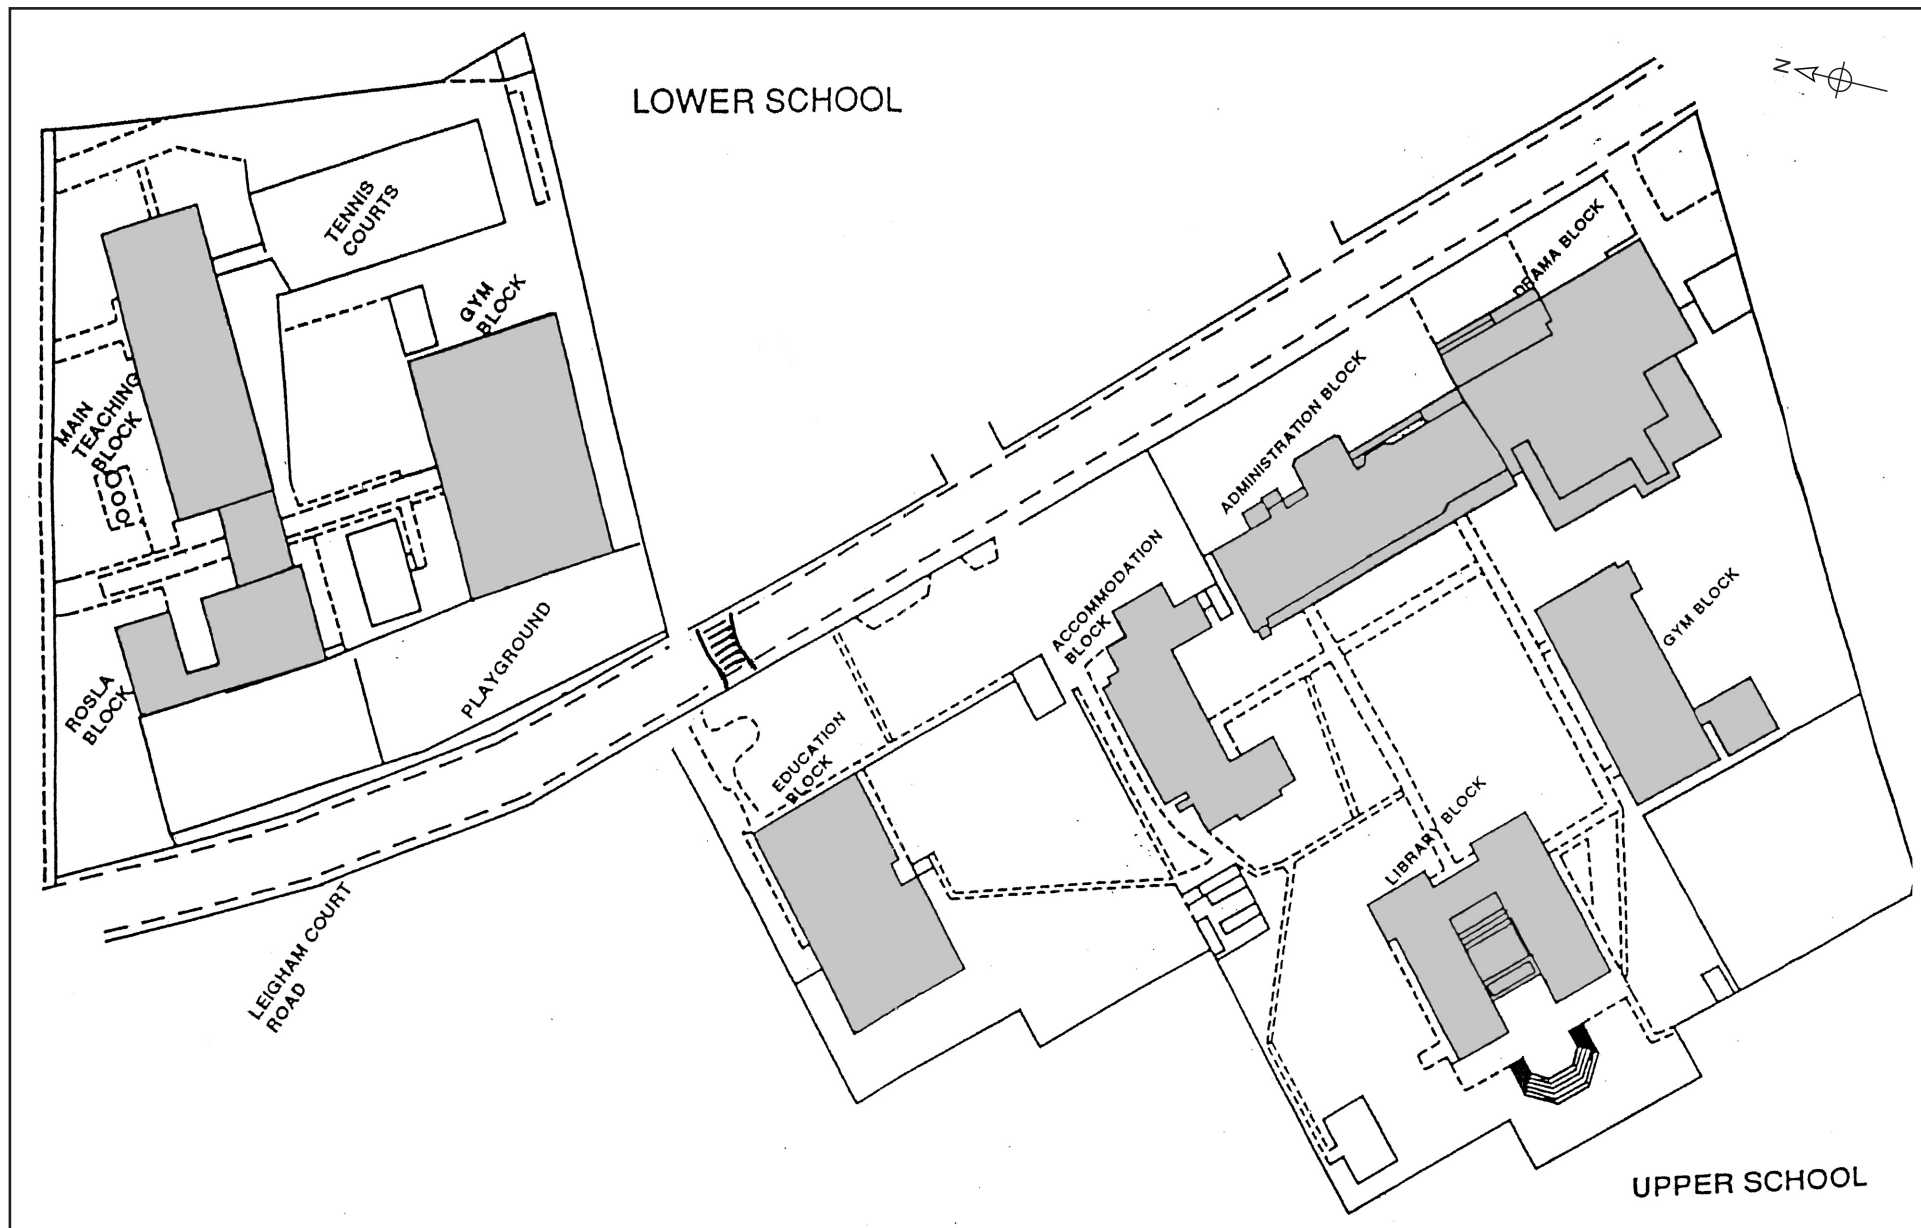 LOWER SCHOOL
N
TENNIS
COURTS
GYM
BLOCK
MAIN
TEACHING
BLOCK
ROSLA
BLOCK
PLAYGROUND
LEIGHAM COURT
ROAD
DRAMA BLOCK
ADMINISTRATION BLOCK
ACCOMMODATION
BLOCK
GYM BLOCK
EDUCATION
BLOCK
LIBRARY BLOCK
UPPER SCHOOL